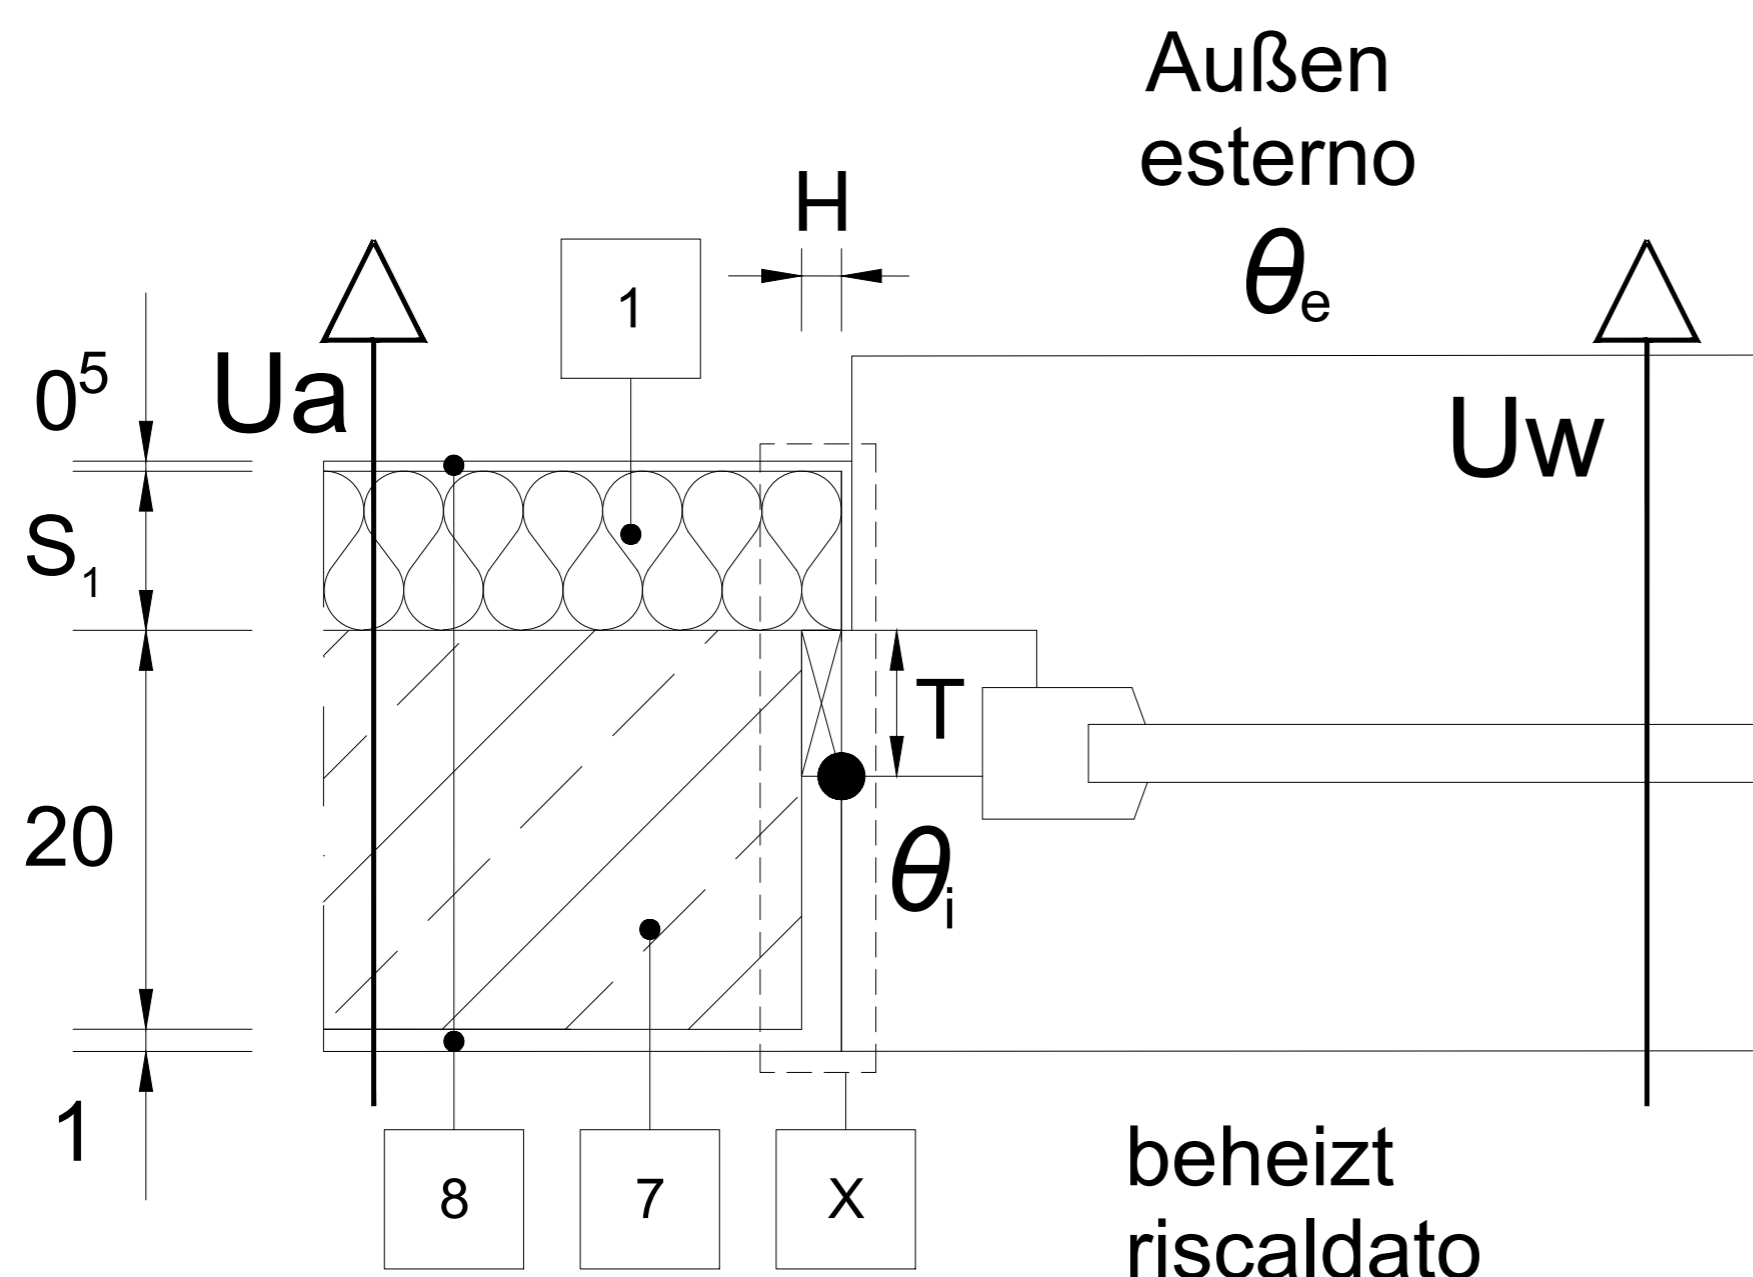 Außen
esterno
θe
H
1
0⁵
Ua
Uw
S₁
T
20
θi
1
8
7
X
beheizt
riscaldato